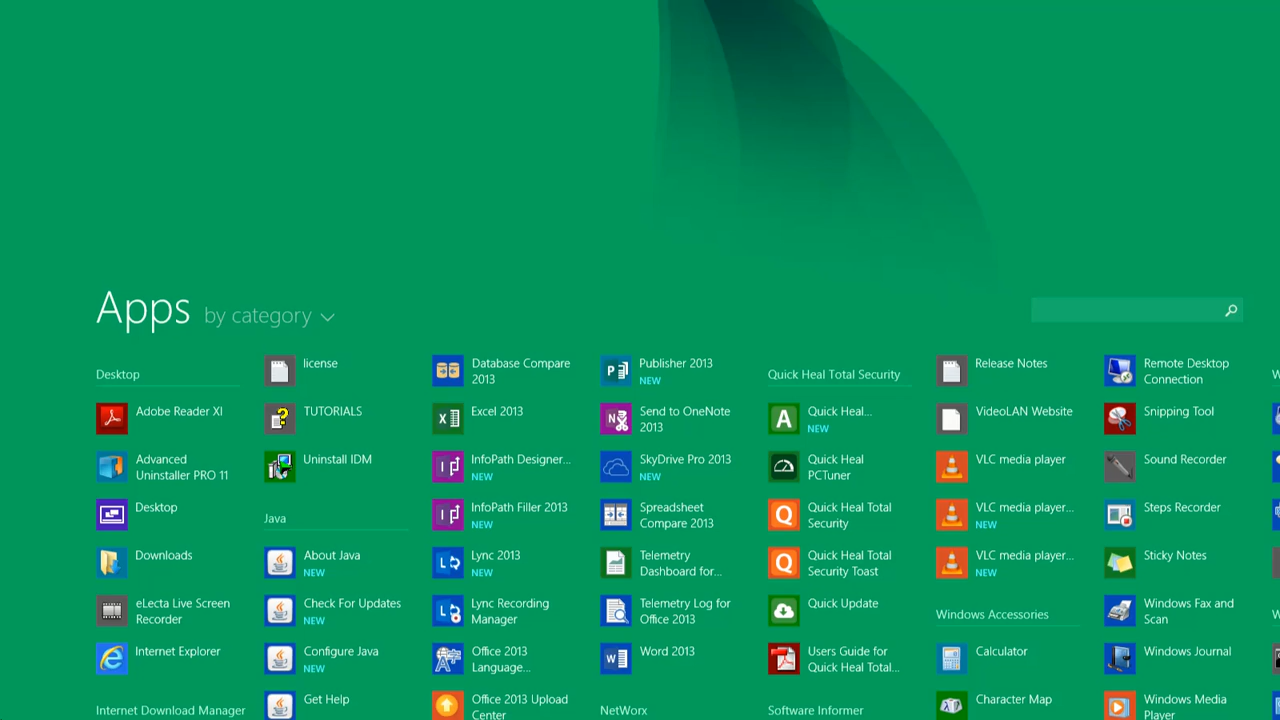 Apps by category
Desktop
Adobe Reader XI
Advanced
Uninstaller PRO 11
Desktop
Downloads
eLecta Live Screen
Recorder
Internet Explorer
Internet Download Manager
license
TUTORIALS
Uninstall IDM
Java
About Java
NEW
Check For Updates
NEW
Configure Java
NEW
Get Help
Database Compare
2013
Excel 2013
InfoPath Designer...
NEW
InfoPath Filler 2013
NEW
Lync 2013
NEW
Lync Recording
Manager
Office 2013
Language...
Office 2013 Upload
Center
Publisher 2013
NEW
Send to OneNote
2013
SkyDrive Pro 2013
NEW
Spreadsheet
Compare 2013
Telemetry
Dashboard for...
Telemetry Log for
Office 2013
Word 2013
NetWorx
Quick Heal Total Security
Quick Heal...
NEW
Quick Heal
PCTuner
Quick Heal Total
Security
Quick Heal Total
Security Toast
Quick Update
Users Guide for
Quick Heal Total...
Software Informer
Release Notes
VideoLAN Website
VLC media player
VLC media player...
NEW
VLC media player...
NEW
Windows Accessories
Calculator
Character Map
Remote Desktop
Connection
Snipping Tool
Sound Recorder
Steps Recorder
Sticky Notes
Windows Fax and
Scan
Windows Journal
Windows Media
Player